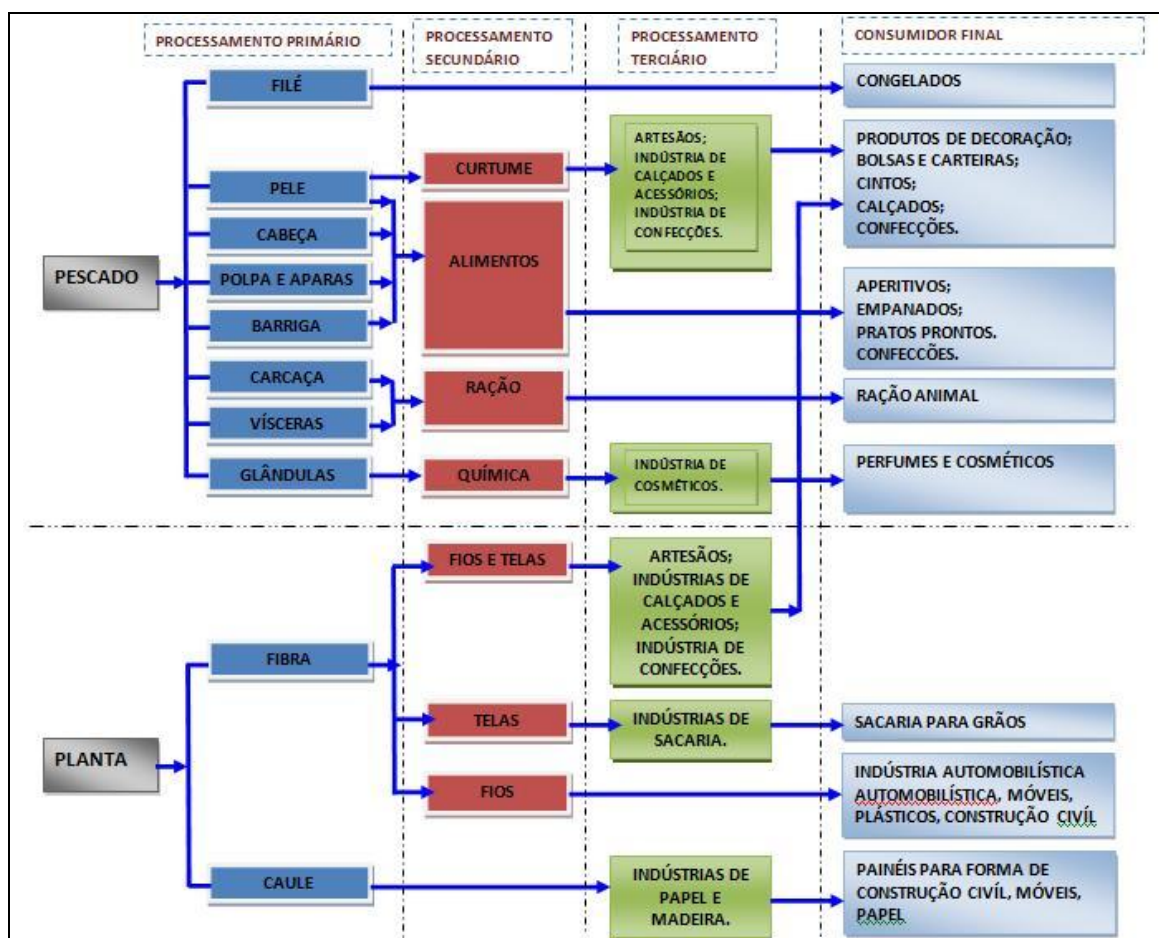 PROCESSAMENTO PRIMÁRIO
PROCESSAMENTO
SECUNDÁRIO
PROCESSAMENTO
TERCIÁRIO
CONSUMIDOR FINAL
FILÉ
CONGELADOS
PELE
CURTUME
ARTESÃOS;
INDÚSTRIA DE
CALÇADOS E
ACESSÓRIOS;
INDÚSTRIA DE
CONFECÇÕES.
PRODUTOS DE DECORAÇÃO;
BOLSAS E CARTEIRAS;
CINTOS;
CALÇADOS;
CONFECÇÕES.
CABEÇA
PESCADO
POLPA E APARAS
ALIMENTOS
BARRIGA
APERITIVOS;
EMPANADOS;
PRATOS PRONTOS.
CONFECCÕES.
CARCAÇA
RAÇÃO
RAÇÃO ANIMAL
VÍSCERAS
GLÂNDULAS
QUÍMICA
INDÚSTRIA DE
COSMÉTICOS.
PERFUMES E COSMÉTICOS
FIOS E TELAS
ARTESÃOS;
INDÚSTRIAS DE
CALÇADOS E
ACESSÓRIOS;
INDÚSTRIA DE
CONFECÇÕES.
FIBRA
TELAS
INDÚSTRIAS DE
SACARIA.
SACARIA PARA GRÃOS
PLANTA
FIOS
INDÚSTRIA AUTOMOBILÍSTICA
AUTOMOBILÍSTICA, MÓVEIS,
PLÁSTICOS, CONSTRUÇÃO CIVÍL
CAULE
INDÚSTRIAS DE
PAPEL E
MADEIRA.
PAINÉIS PARA FORMA DE
CONSTRUÇÃO CIVÍL, MÓVEIS,
PAPEL